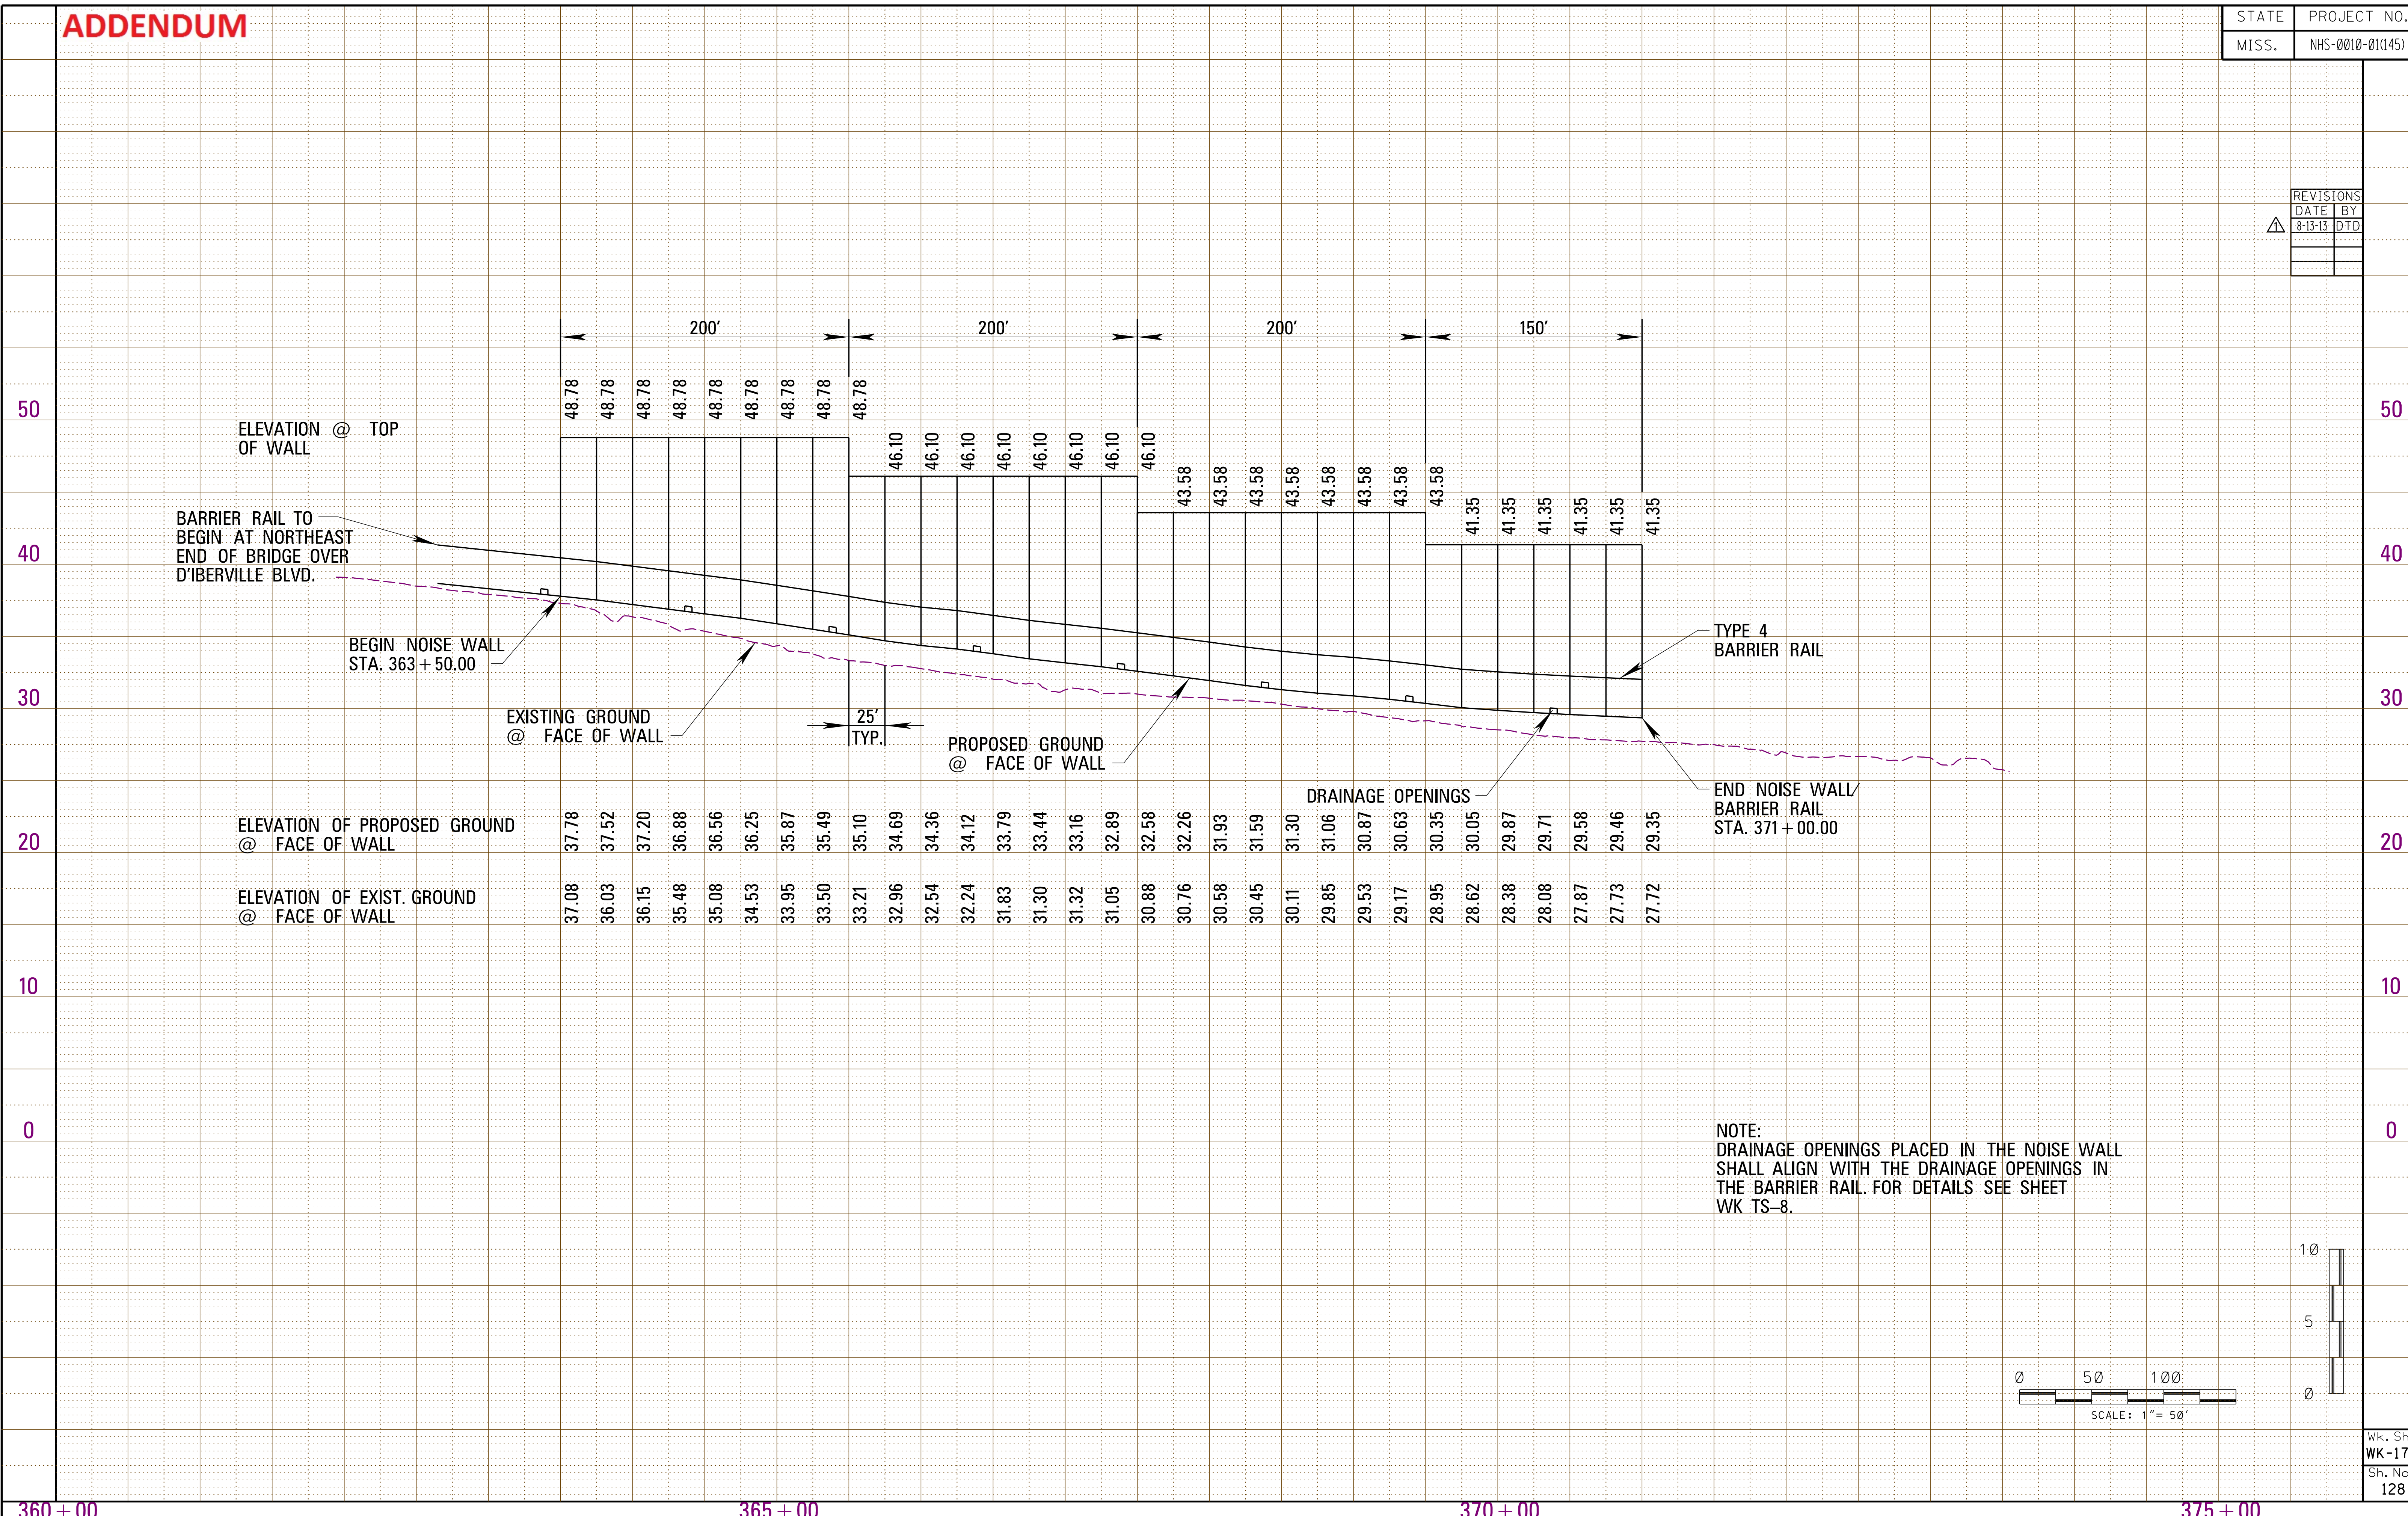 ADDENDUM
STATE PROJECT NO.
MISS. NHS-0010-01(145)
REVISIONS
DATE BY
1 8-13-13 DTD
200' 200' 200' 150'
50 50
ELEVATION @ TOP
OF WALL
48.78 48.78 48.78 48.78 48.78 48.78 48.78 48.78 48.78
46.10 46.10 46.10 46.10 46.10 46.10 46.10 46.10
43.58 43.58 43.58 43.58 43.58 43.58 43.58 43.58
41.35 41.35 41.35 41.35 41.35 41.35
BARRIER RAIL TO
BEGIN AT NORTHEAST
END OF BRIDGE OVER
D'IBERVILLE BLVD.
40 40
BEGIN NOISE WALL
STA. 363+50.00
TYPE 4
BARRIER RAIL
30 30
EXISTING GROUND
@ FACE OF WALL
25'
TYP.
PROPOSED GROUND
@ FACE OF WALL
DRAINAGE OPENINGS
END NOISE WALL/
BARRIER RAIL
STA. 371+00.00
20 20
ELEVATION OF PROPOSED GROUND
@ FACE OF WALL
37.78 37.52 37.20 36.88 36.56 36.25 35.87 35.49 35.10 34.69 34.36 34.12 33.79 33.44 33.16 32.89 32.58 32.26 31.93 31.59 31.30 31.06 30.87 30.63 30.35 30.05 29.87 29.71 29.58 29.46 29.35
ELEVATION OF EXIST. GROUND
@ FACE OF WALL
37.08 36.03 36.15 35.48 35.08 34.53 33.95 33.50 33.21 32.96 32.54 32.24 31.83 31.30 31.32 31.05 30.88 30.76 30.58 30.45 30.11 29.85 29.53 29.17 28.95 28.62 28.38 28.08 27.87 27.73 27.72
10 10
0 0
NOTE:
DRAINAGE OPENINGS PLACED IN THE NOISE WALL
SHALL ALIGN WITH THE DRAINAGE OPENINGS IN
THE BARRIER RAIL. FOR DETAILS SEE SHEET
WK TS-8.
10
5
0
0 50 100
SCALE: 1"= 50'
Wk. Sh
WK-17
Sh. No
128
360+00 365+00 370+00 375+00